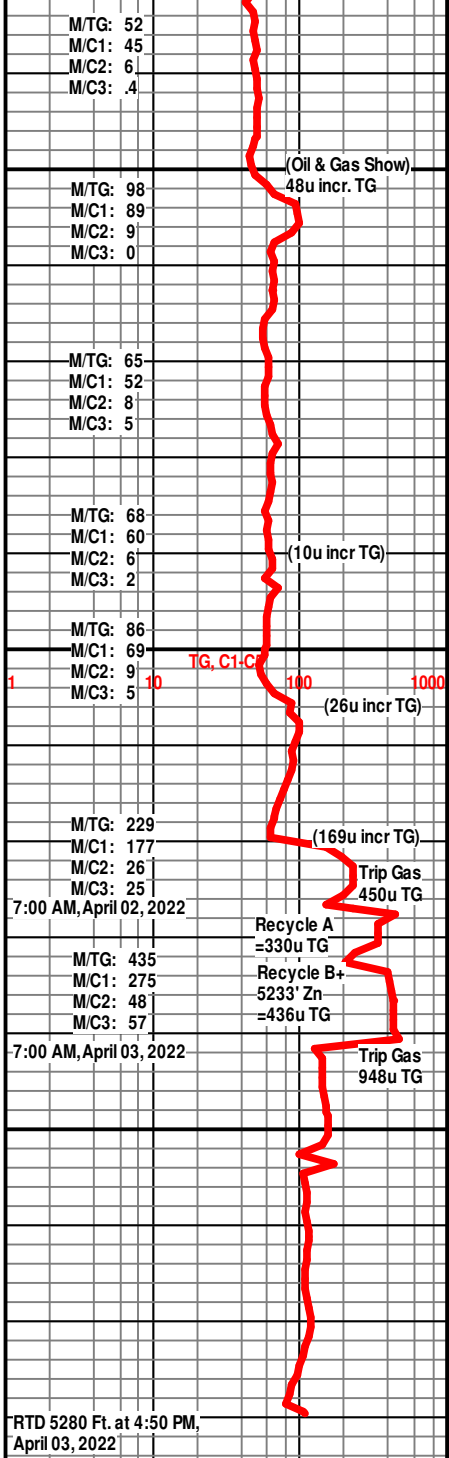 M/TG: 52
M/C1: 45
M/C2: 6
M/C3: .4
(Oil & Gas Show)
48u incr. TG
M/TG: 98
M/C1: 89
M/C2: 9
M/C3: 0
M/TG: 65
M/C1: 52
M/C2: 8
M/C3: 5
M/TG: 68
M/C1: 60
M/C2: 6
M/C3: 2
(10u incr TG)
M/TG: 86
M/C1: 69
M/C2: 9
M/C3: 5
TG,
1 10 100 1000
(26u incr TG)
M/TG: 229
M/C1: 177
M/C2: 26
M/C3: 25
(169u incr TG)
Trip Gas
450u TG
7:00 AM, April 02, 2022
Recycle A
=330u TG
M/TG: 435
M/C1: 275
M/C2: 48
M/C3: 57
Recycle B+
5233' Zn
=436u TG
7:00 AM, April 03, 2022
Trip Gas
948u TG
RTD 5280 Ft. at 4:50 PM,
April 03, 2022